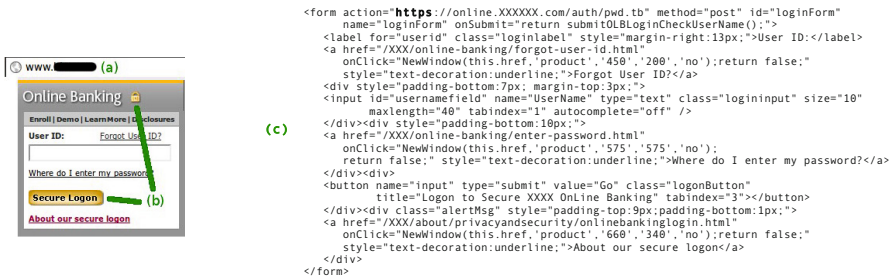 www. (a)
Online Banking
Enroll | Demo | Learn More | Disclosures
User ID: Forgot User ID?
Where do I enter my password?
Secure Logon
(b)
About our secure logon
(c)
<form action="https://online.XXXXXX.com/auth/pwd.tb" method="post" id="loginForm"
name="loginForm" onSubmit="return submitOLBLoginCheckUserName();">
<label for="userid" class="loginlabel" style="margin-right:13px;">User ID:</label>
<a href="/XXX/online-banking/forgot-user-id.html"
onClick="NewWindow(this.href,'product','450','200','no');return false;"
style="text-decoration:underline;">Forgot User ID?</a>
<div style="padding-bottom:7px; margin-top:3px;">
<input id="usernamefield" name="UserName" type="text" class="logininput" size="10"
maxlength="40" tabindex="1" autocomplete="off" />
</div><div style="padding-bottom:10px;">
<a href="/XXX/online-banking/enter-password.html"
onClick="NewWindow(this.href,'product','575','575','no');
return false;" style="text-decoration:underline;">Where do I enter my password?</a>
</div><div>
<button name="input" type="submit" value="Go" class="logonButton"
title="Logon to Secure XXXX OnLine Banking" tabindex="3"></button>
</div><div class="alertMsg" style="padding-top:9px;padding-bottom:1px;">
<a href="/XXX/about/privacyandsecurity/onlinebankinglogin.html"
onClick="NewWindow(this.href,'product','660','340','no');return false;"
style="text-decoration:underline;">About our secure logon</a>
</div>
</form>